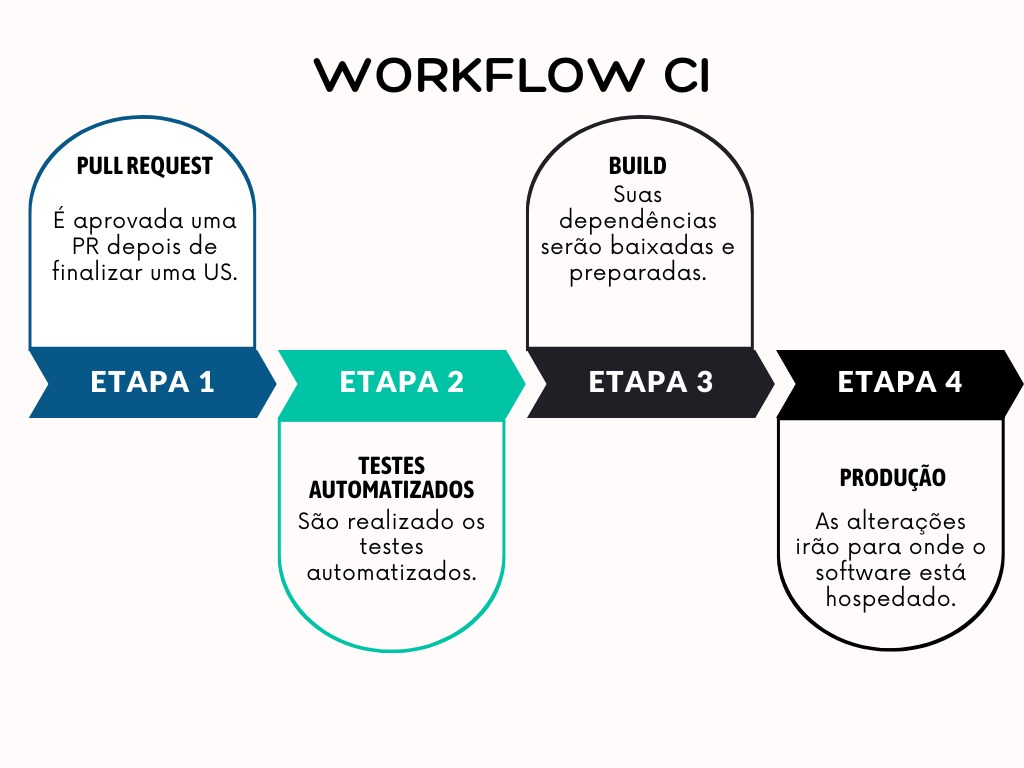 WORKFLOW CI
PULL REQUEST
É aprovada uma
PR depois de
finalizar uma US.
ETAPA 1
ETAPA 2
TESTES
AUTOMATIZADOS
São realizado os
testes
automatizados.
BUILD
Suas
dependências
serão baixadas e
preparadas.
ETAPA 3
ETAPA 4
PRODUÇÃO
As alterações
irão para onde o
software está
hospedado.